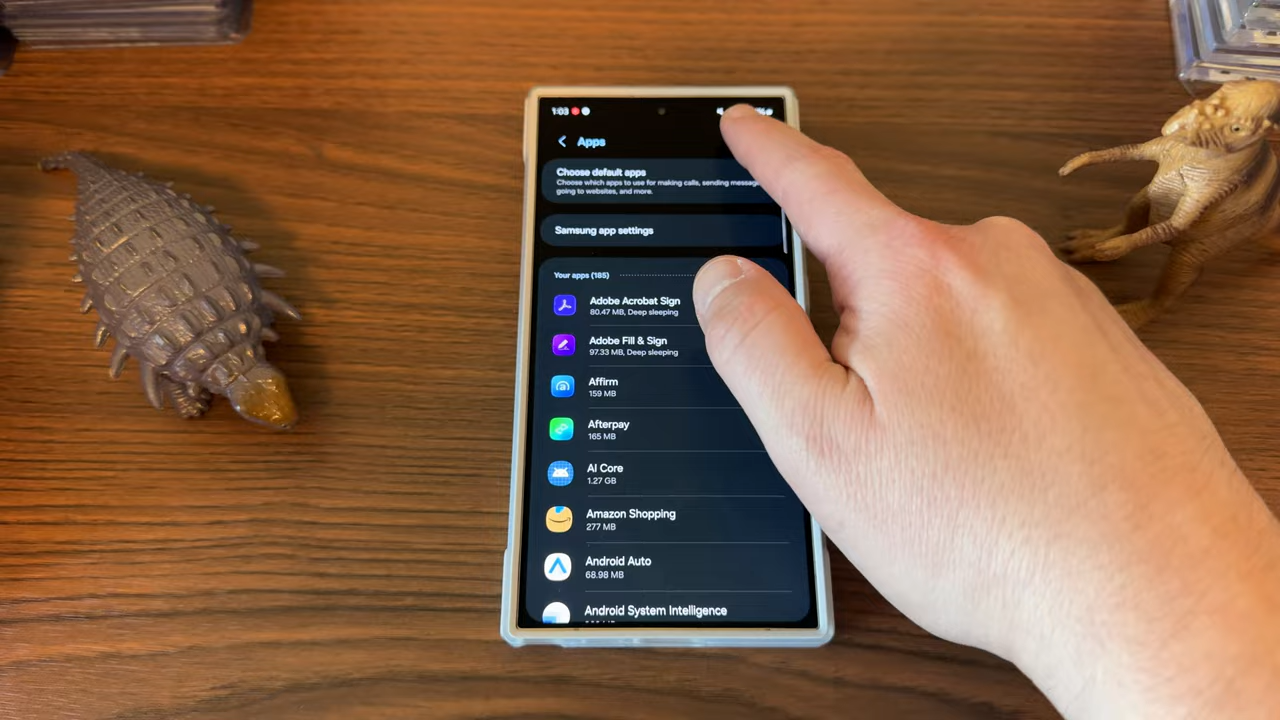 1:03
Apps
Choose default apps
Choose which apps to use for making calls, sending message
going to websites, and more.
Samsung app settings
Your apps (185)
Adobe Acrobat Sign
80.47 MB, Deep sleeping
Adobe Fill & Sign
97.33 MB, Deep sleeping
Affirm
159 MB
Afterpay
165 MB
AI Core
1.27 GB
Amazon Shopping
277 MB
Android Auto
68.98 MB
Android System Intelligence